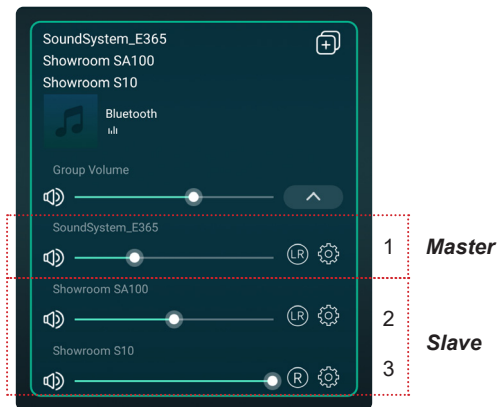 SoundSystem_E365
Showroom SA100
Showroom S10
Bluetooth
Group Volume
SoundSystem_E365
LR
1 Master
Showroom SA100
LR
2
Slave
Showroom S10
R
3